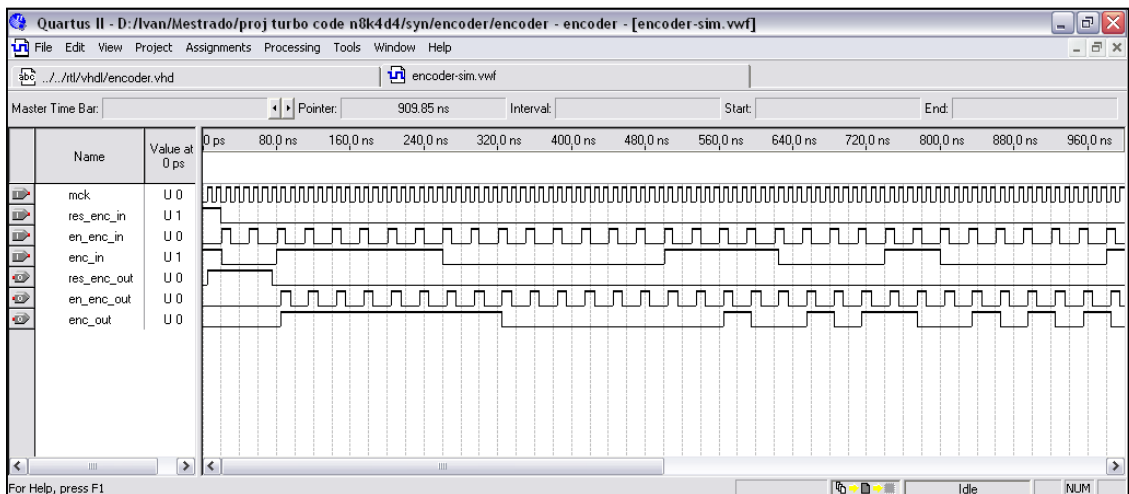 Quartus II - D:/Ivan/Mestrado/proj turbo code n8k4d4/syn/encoder/encoder - encoder - [encoder-sim.vwf]
File Edit View Project Assignments Processing Tools Window Help
abc ../../rtl/vhdl/encoder.vhd encoder-sim.vwf
Master Time Bar: Pointer: 909.85 ns Interval: Start: End:
Name Value at 0 ps 0 ps 80.0 ns 160.0 ns 240.0 ns 320.0 ns 400.0 ns 480.0 ns 560.0 ns 640.0 ns 720.0 ns 800.0 ns 880.0 ns 960.0 ns
mck U 0
res_enc_in U 1
en_enc_in U 0
enc_in U 1
res_enc_out U 0
en_enc_out U 0
enc_out U 0
For Help, press F1 Idle NUM